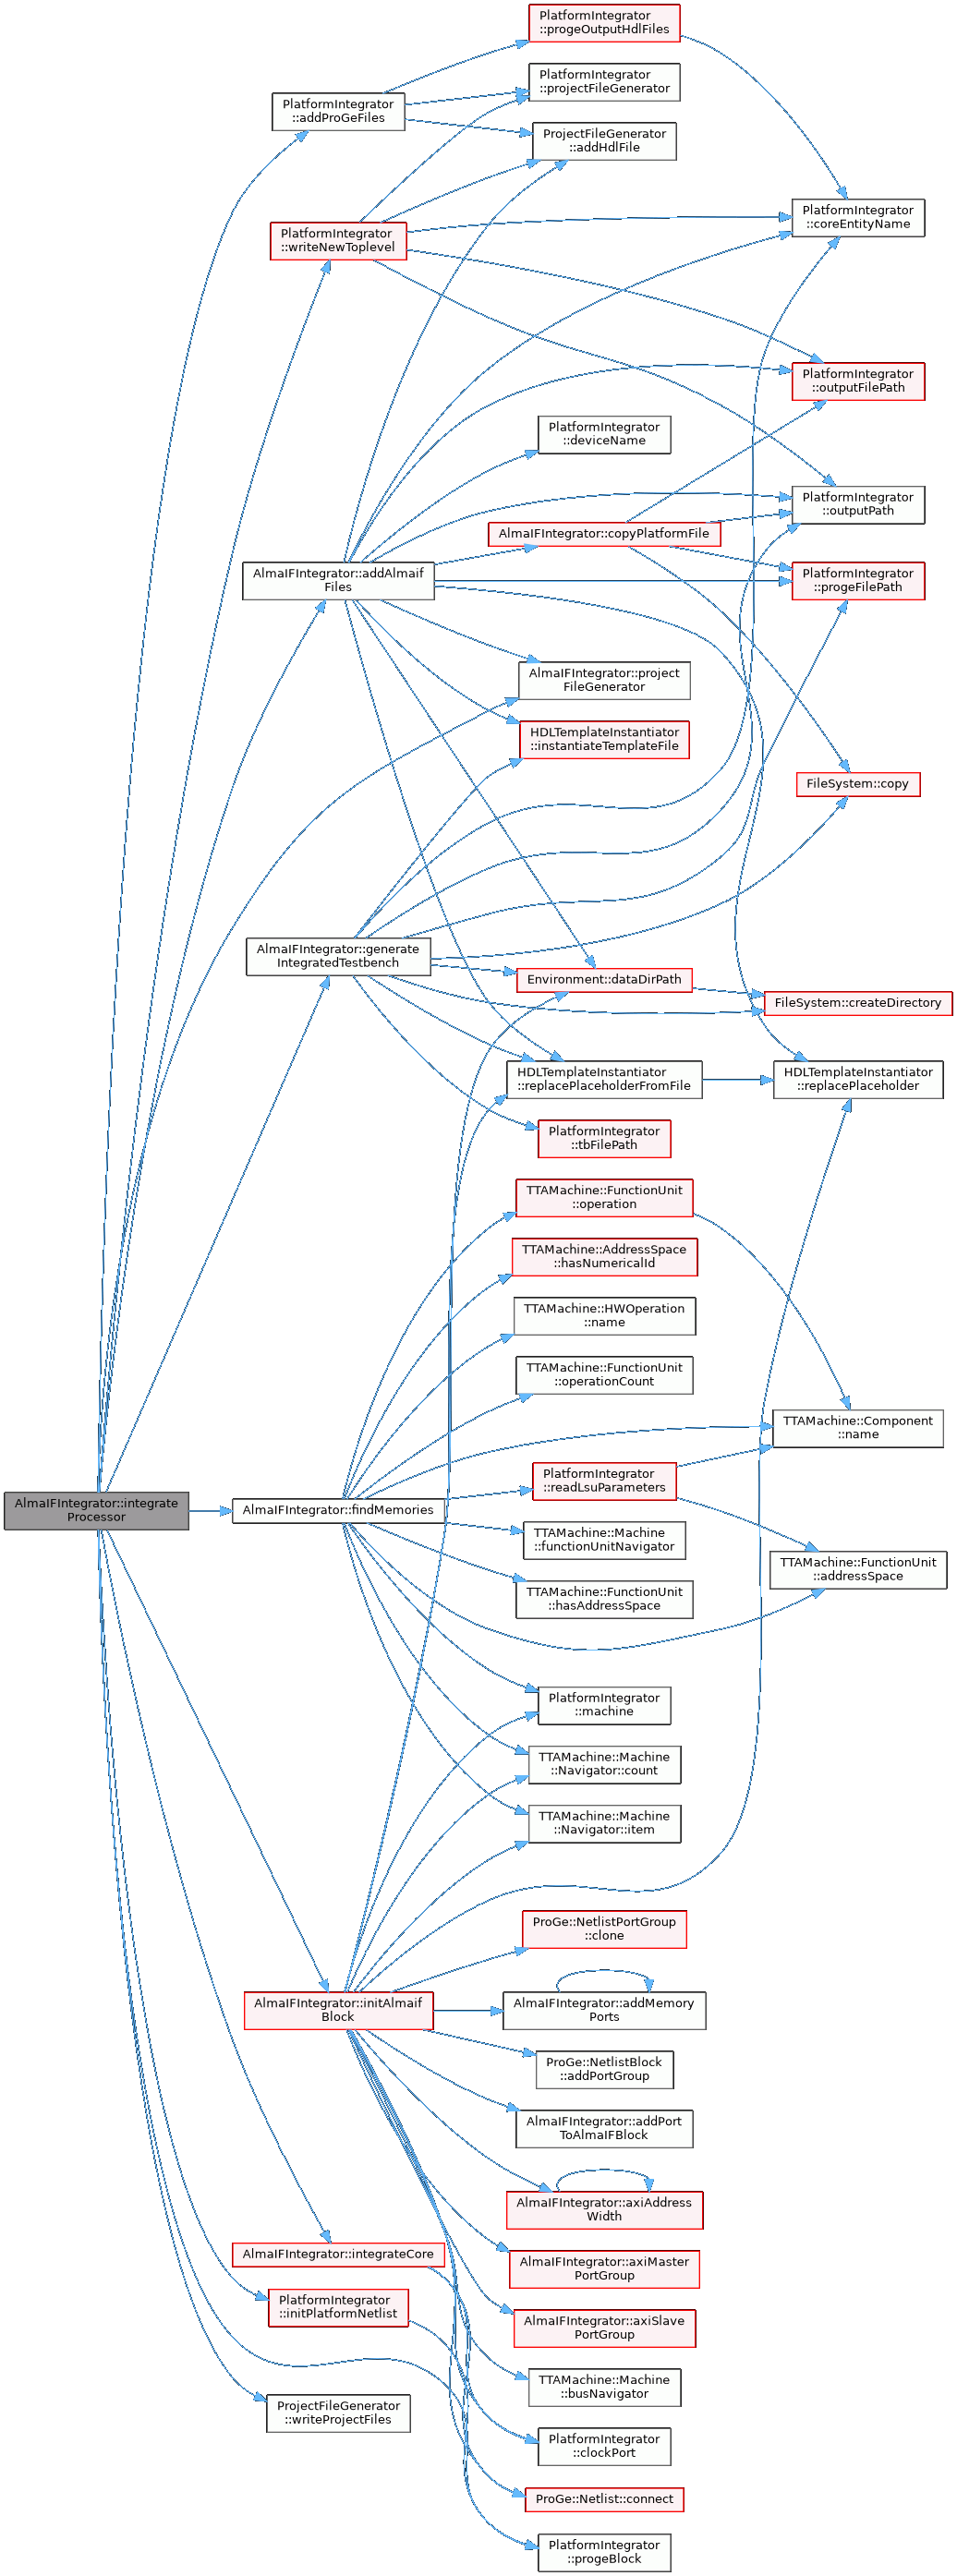 PlatformIntegrator
::progeOutputHdlFiles
PlatformIntegrator
::projectFileGenerator
PlatformIntegrator
::addProGeFiles
ProjectFileGenerator
::addHdlFile
PlatformIntegrator
::coreEntityName
PlatformIntegrator
::writeNewToplevel
PlatformIntegrator
::outputFilePath
PlatformIntegrator
::deviceName
PlatformIntegrator
::outputPath
AlmaIFIntegrator::copyPlatformFile
AlmaIFIntegrator::addAlmaif
Files
PlatformIntegrator
::progeFilePath
AlmaIFIntegrator::project
FileGenerator
HDLTemplateInstantiator
::instantiateTemplateFile
FileSystem::copy
AlmaIFIntegrator::generate
IntegratedTestbench
Environment::dataDirPath
FileSystem::createDirectory
HDLTemplateInstantiator
::replacePlaceholderFromFile
HDLTemplateInstantiator
::replacePlaceholder
PlatformIntegrator
::tbFilePath
TTAMachine::FunctionUnit
::operation
TTAMachine::AddressSpace
::hasNumericalId
TTAMachine::HWOperation
::name
TTAMachine::FunctionUnit
::operationCount
TTAMachine::Component
::name
PlatformIntegrator
::readLsuParameters
AlmaIFIntegrator::integrate
Processor
AlmaIFIntegrator::findMemories
TTAMachine::Machine
::functionUnitNavigator
TTAMachine::FunctionUnit
::addressSpace
TTAMachine::FunctionUnit
::hasAddressSpace
PlatformIntegrator
::machine
TTAMachine::Machine
::Navigator::count
TTAMachine::Machine
::Navigator::item
ProGe::NetlistPortGroup
::clone
AlmaIFIntegrator::initAlmaif
Block
AlmaIFIntegrator::addMemory
Ports
ProGe::NetlistBlock
::addPortGroup
AlmaIFIntegrator::addPort
ToAlmaIFBlock
AlmaIFIntegrator::axiAddress
Width
AlmaIFIntegrator::integrateCore
AlmaIFIntegrator::axiMaster
PortGroup
PlatformIntegrator
::initPlatformNetlist
AlmaIFIntegrator::axiSlave
PortGroup
TTAMachine::Machine
::busNavigator
ProjectFileGenerator
::writeProjectFiles
PlatformIntegrator
::clockPort
ProGe::Netlist::connect
PlatformIntegrator
::progeBlock